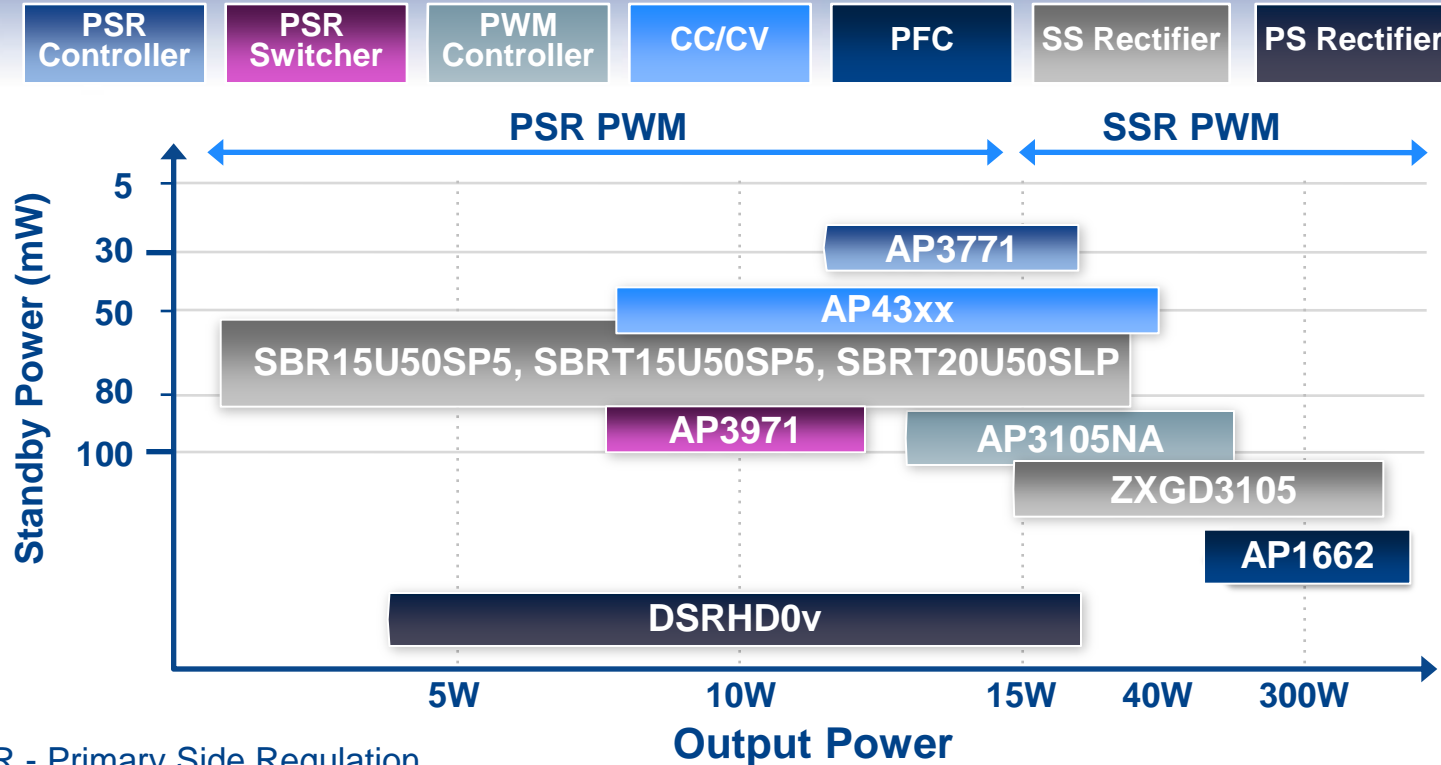 PSR
Controller
PSR
Switcher
PWM
Controller
CC/CV
PFC
SS Rectifier
PS Rectifier
PSR PWM
SSR PWM
Standby Power (mW)
5
30
50
80
100
AP3771
AP43xx
SBR15U50SP5, SBRT15U50SP5, SBRT20U50SLP
AP3971
AP3105NA
ZXGD3105
AP1662
DSRHD0v
5W
10W
15W
40W
300W
Output Power
R - Primary Side Regulation